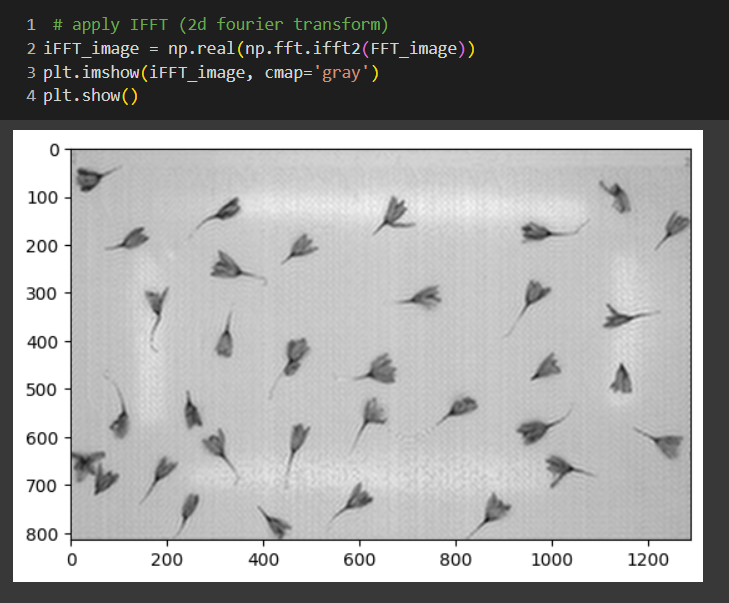 1 # apply IFFT (2d fourier transform)
2 iFFT_image = np.real(np.fft.ifft2(FFT_image))
3 plt.imshow(iFFT_image, cmap='gray')
4 plt.show()
0
100
200
300
400
500
600
700
800
0 200 400 600 800 1000 1200